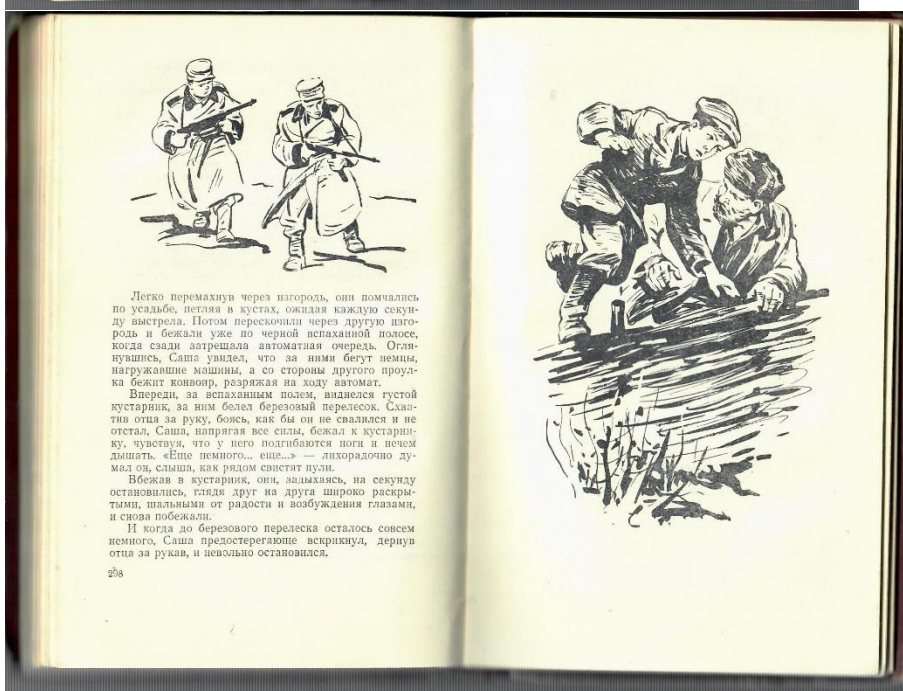 Легко перемахнув через изгородь, они помчались
по усадьбе, петляя в кустах, ожидая каждую секун-
ду выстрела. Потом перескочили через другую изго-
родь и бежали уже по черной вспаханной полосе,
когда сзади затрещала автоматная очередь. Огля-
нувшись, Саша увидел, что за ними бегут немцы,
нагружавшие машины, а со стороны другого проул-
ка бежит конвоир, разряжая на ходу автомат.
Впереди, за вспаханным полем, виднелся густой
кустарник, за ним белел березовый перелесок. Схва-
тив отца за руку, боясь, как бы он не свалился и не
отстал, Саша, напрягая все силы, бежал к кустарни-
ку, чувствуя, что у него подгибаются ноги и нечем
дышать. «Еще немного... еще...» — лихорадочно ду-
мал он, слыша, как рядом свистят пули.
Вбежав в кустарник, они, задыхаясь, на секунду
остановились, глядя друг на друга широко раскры-
тыми, шальными от радости и возбуждения глазами,
и снова побежали.
И когда до березового перелеска осталось совсем
немного, Саша предостерегающе вскрикнул, дернув
отца за рукав, и невольно остановился.
298